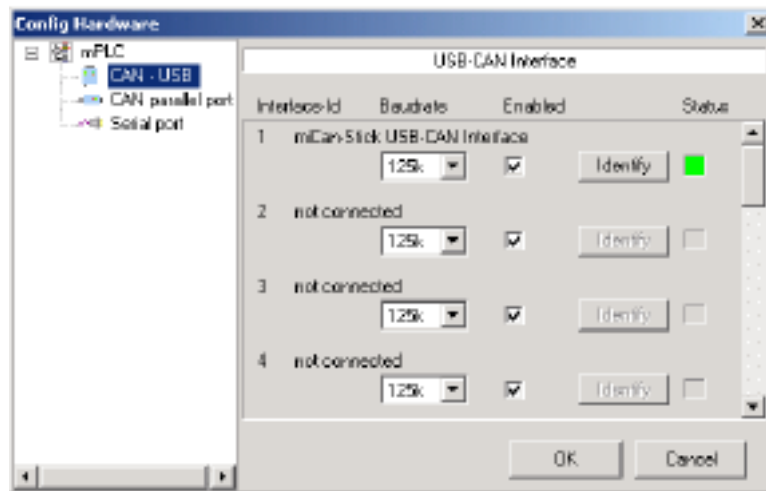 Config Hardware
mPLC
CAN - USB
CAN parallel port
Serial port
USB-CAN Interface
Interface-Id Baudrate Enabled Status
1 miCan-Stick USB-CAN Interface
125k Identify
2 not connected
125k Identify
3 not connected
125k Identify
4 not connected
125k Identify
OK Cancel